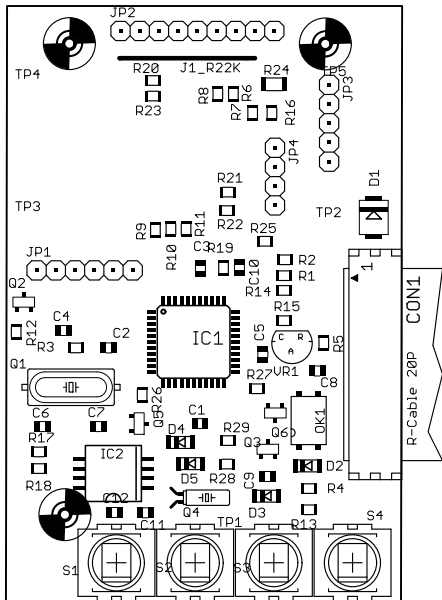 JP2
J1_R22K
R20
R23
R8
R6
R7
R24
R16
TP5
JP3
TP4
JP4
TP3
R21
R22
TP2
D1
R9
R10
R11
C3
R19
C10
R25
R2
R1
R14
R15
JP1
Q2
R12
C4
R3
C2
IC1
C5
C
R
A
VR1
R5
C8
1
CON1
R-Cable 20P
Q1
R26
R27
C6
C7
Q5
C1
D4
R29
Q6
OK1
R17
R18
IC2
D5
R28
Q3
C9
D2
R4
D3
R13
C12
C11
Q4
TP1
S1
S2
S3
S4